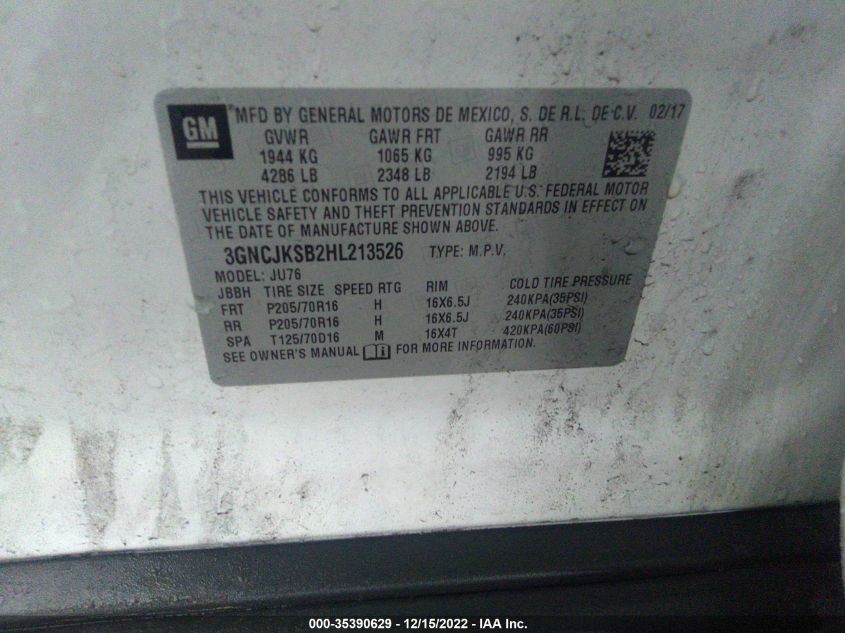 GM ®MFD BY GENERAL MOTORS DE MEXICO, S. DE R.L. DE C.V. 02/17
GVWR GAWR FRT GAWR RR
1944 KG 1065 KG 995 KG
4286 LB 2348 LB 2194 LB
THIS VEHICLE CONFORMS TO ALL APPLICABLE U.S. FEDERAL MOTOR
VEHICLE SAFETY AND THEFT PREVENTION STANDARDS IN EFFECT ON
THE DATE OF MANUFACTURE SHOWN ABOVE.
3GNCJKSB2HL213526 TYPE: M.P.V.
MODEL: JU76
JBBH TIRE SIZE SPEED RTG RIM COLD TIRE PRESSURE
FRT P205/70R16 H 16X6.5J 240KPA(35PSI)
RR P205/70R16 H 16X6.5J 240KPA(35PSI)
SPA T125/70D16 M 16X4T 420KPA(60PSI)
SEE OWNER'S MANUAL FOR MORE INFORMATION.
000-35390629 - 12/15/2022 - IAA Inc.